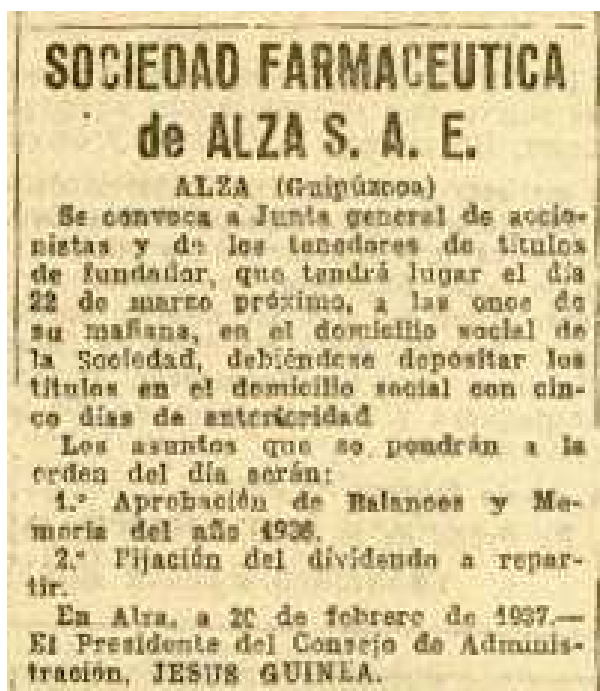 SOCIEDAD FARMACEUTICA
de ALZA S. A. E.
ALZA (Guipúzcoa)
Se convoca a Junta general de accio-
nistas y de los tenedores de títulos
de fundador, que tendrá lugar el día
22 de marzo próximo, a las once de
su mañana, en el domicilio social de
la Sociedad, debiéndose depositar los
títulos en el domicilio social con cin-
co días de anterioridad
Los asuntos que se pondrán a la
orden del día serán:
1.º Aprobación de Balances y Me-
moria del año 1936.
2.º Fijación del dividendo a repar-
tir.
En Alza, a 20 de febrero de 1937.—
El Presidente del Consejo de Adminis-
tración, JESUS GUINEA.